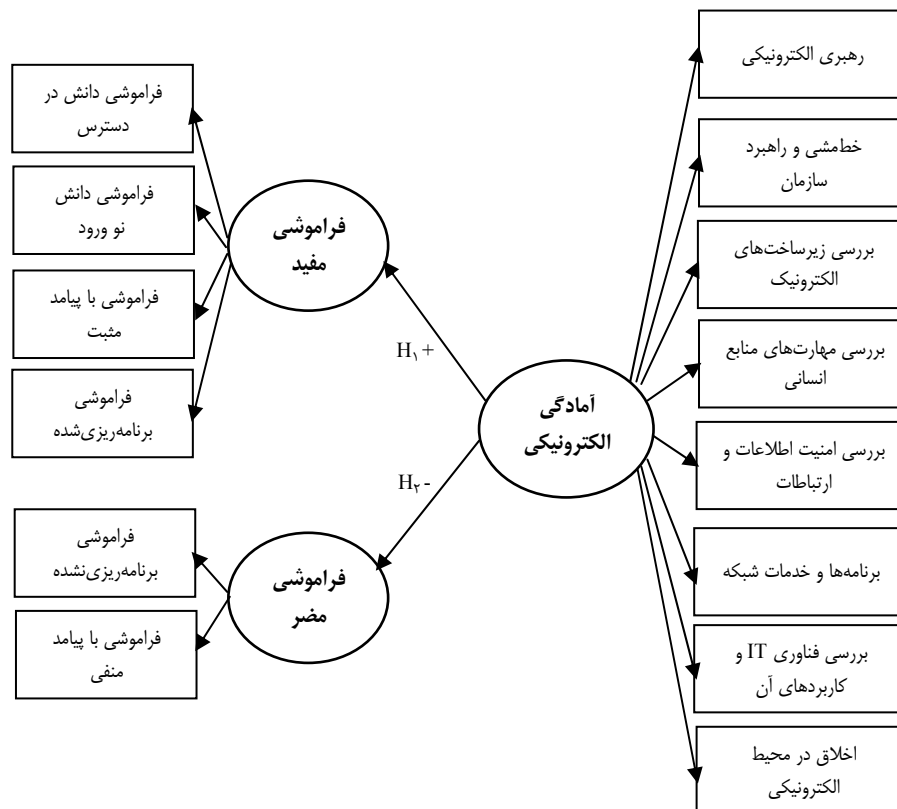 رهبری الکترونیکی
خط‌مشی و راهبرد
سازمان
بررسی زیرساخت‌های
الکترونیک
بررسی مهارت‌های منابع
انسانی
بررسی امنیت اطلاعات و
ارتباطات
برنامه‌ها و خدمات شبکه
بررسی فناوری IT و
کاربردهای آن
اخلاق در محیط
الکترونیکی
آمادگی
الکترونیکی
H۱+
H۲-
فراموشی
مفید
فراموشی
مضر
فراموشی دانش در
دسترس
فراموشی دانش
نو ورود
فراموشی با پیامد
مثبت
فراموشی
برنامه‌ریزی‌شده
فراموشی
برنامه‌ریزی‌نشده
فراموشی با پیامد
منفی